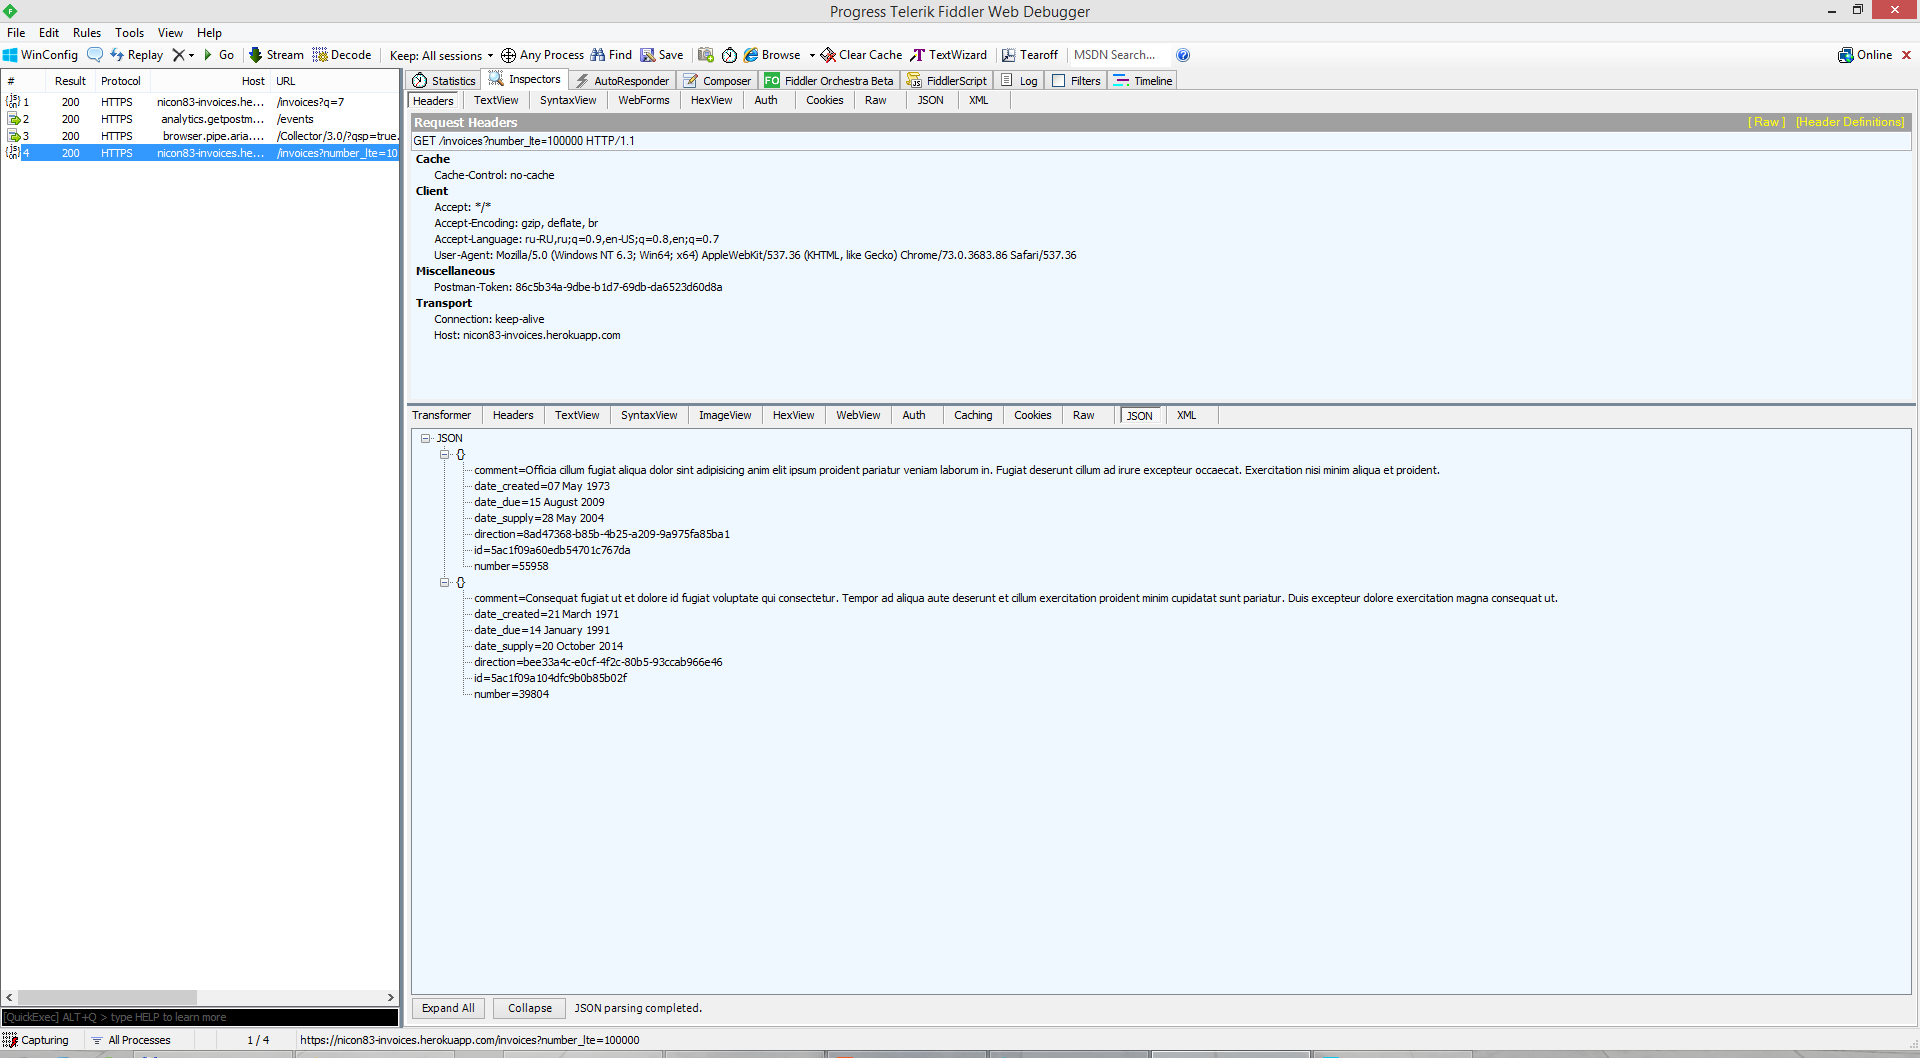 Progress Telerik Fiddler Web Debugger
File Edit Rules Tools View Help
WinConfig Replay Go Stream Decode Keep: All sessions Any Process Find Save Browse Clear Cache TextWizard Tearoff MSDN Search... Online
# Result Protocol Host URL
1 200 HTTPS nicon83-invoices.he... /invoices?q=7
2 200 HTTPS analytics.getpostm... /events
3 200 HTTPS browser.pipe.aria.... /Collector/3.0/?qsp=true.
4 200 HTTPS nicon83-invoices.he... /invoices?number_lte=10
[QuickExec] ALT+Q > type HELP to learn more
Statistics Inspectors AutoResponder Composer FO Fiddler Orchestra Beta FiddlerScript Log Filters Timeline
Headers TextView SyntaxView WebForms HexView Auth Cookies Raw JSON XML
Request Headers [ Raw ] [Header Definitions]
GET /invoices?number_lte=100000 HTTP/1.1
Cache
Cache-Control: no-cache
Client
Accept: */*
Accept-Encoding: gzip, deflate, br
Accept-Language: ru-RU,ru;q=0.9,en-US;q=0.8,en;q=0.7
User-Agent: Mozilla/5.0 (Windows NT 6.3; Win64; x64) AppleWebKit/537.36 (KHTML, like Gecko) Chrome/73.0.3683.86 Safari/537.36
Miscellaneous
Postman-Token: 86c5b34a-9dbe-b1d7-69db-da6523d60d8a
Transport
Connection: keep-alive
Host: nicon83-invoices.herokuapp.com
Transformer Headers TextView SyntaxView ImageView HexView WebView Auth Caching Cookies Raw JSON XML
JSON
{}
comment=Officia cillum fugiat aliqua dolor sint adipisicing anim elit ipsum proident pariatur veniam laborum in. Fugiat deserunt cillum ad irure excepteur occaecat. Exercitation nisi minim aliqua et proident.
date_created=07 May 1973
date_due=15 August 2009
date_supply=28 May 2004
direction=8ad47368-b85b-4b25-a209-9a975fa85ba1
id=5ac1f09a60edb54701c767da
number=55958
{}
comment=Consequat fugiat ut et dolore id fugiat voluptate qui consectetur. Tempor ad aliqua aute deserunt et cillum exercitation proident minim cupidatat sunt pariatur. Duis excepteur dolore exercitation magna consequat ut.
date_created=21 March 1971
date_due=14 January 1991
date_supply=20 October 2014
direction=bee33a4c-e0cf-4f2c-80b5-93ccab966e46
id=5ac1f09a104dfc9b0b85b02f
number=39804
Expand All Collapse JSON parsing completed.
Capturing All Processes 1 / 4 https://nicon83-invoices.herokuapp.com/invoices?number_lte=100000